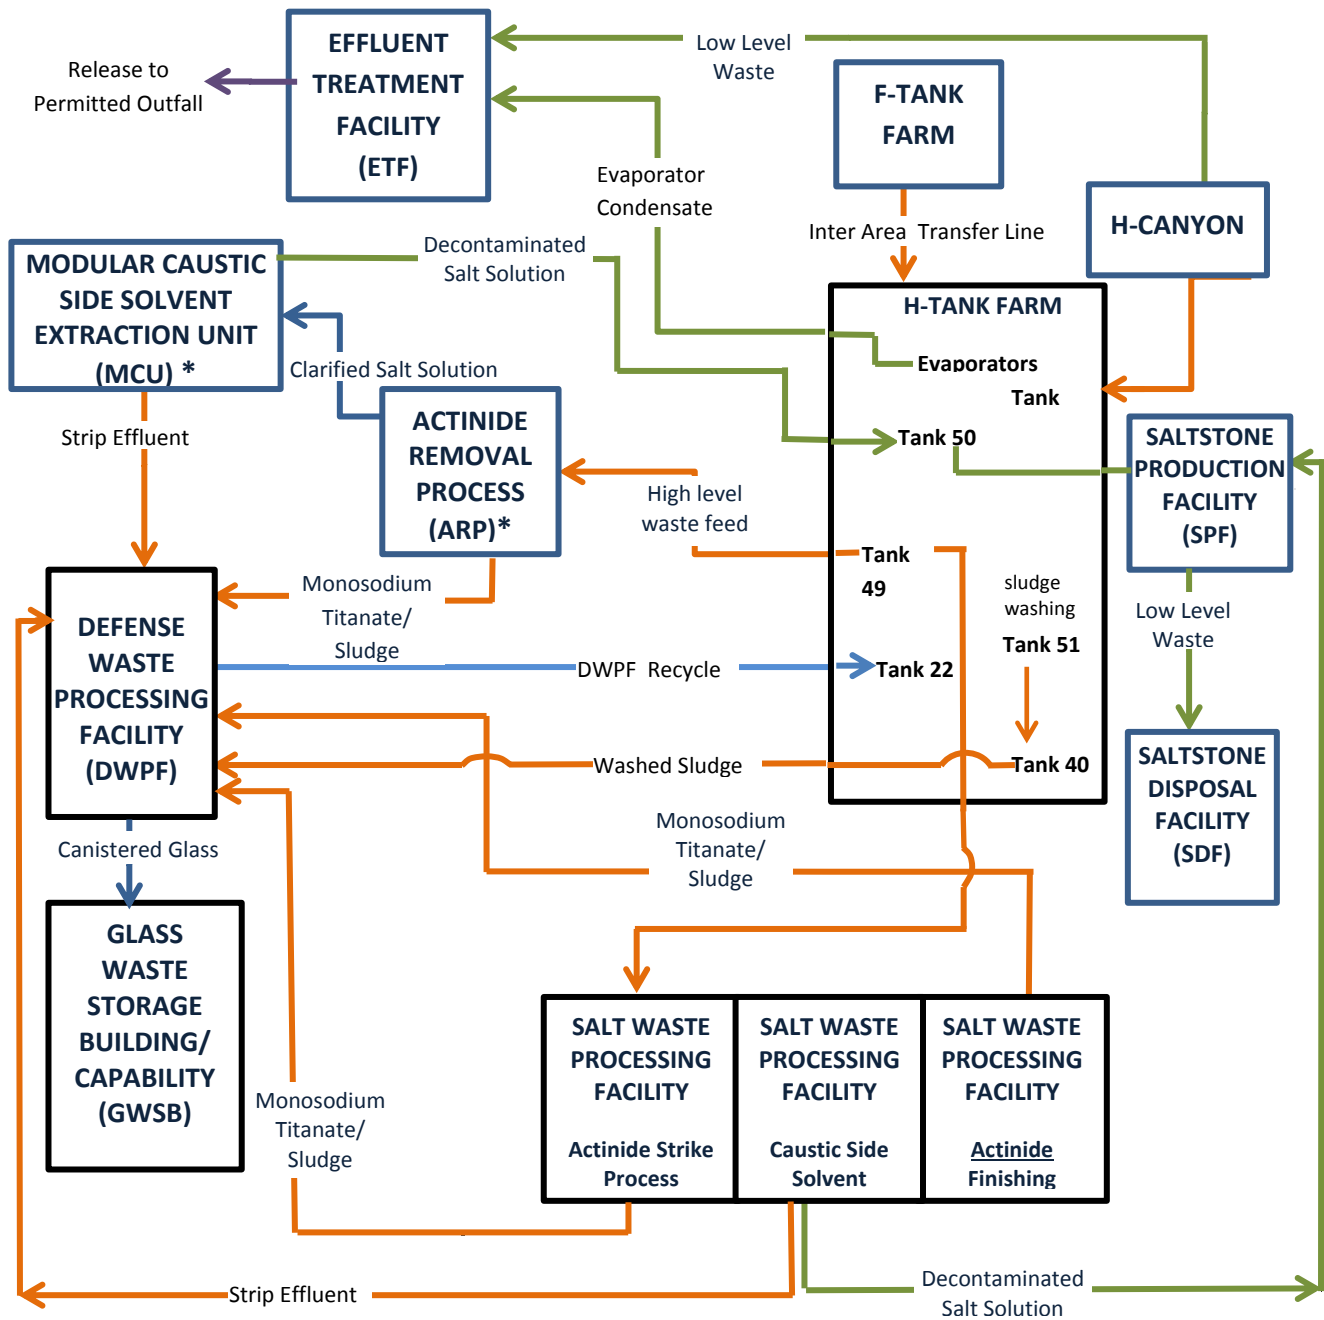 EFFLUENT
TREATMENT
FACILITY
(ETF)
Release to
Permitted Outfall
Low Level
Waste
F-TANK
FARM
Evaporator
Condensate
H-CANYON
Inter Area  Transfer Line
MODULAR CAUSTIC
SIDE SOLVENT
EXTRACTION UNIT
(MCU) *
Decontaminated
Salt Solution
Clarified Salt Solution
Strip Effluent
ACTINIDE
REMOVAL
PROCESS
(ARP)*
High level
waste feed
H-TANK FARM
Evaporators
Tank
Tank 50
Tank
49
sludge
washing
Tank 51
Tank 22
Tank 40
SALTSTONE
PRODUCTION
FACILITY
(SPF)
Low Level
Waste
SALTSTONE
DISPOSAL
FACILITY
(SDF)
Monosodium
Titanate/
Sludge
DEFENSE
WASTE
PROCESSING
FACILITY
(DWPF)
DWPF  Recycle
Washed Sludge
Monosodium
Titanate/
Sludge
Canistered Glass
GLASS
WASTE
STORAGE
BUILDING/
CAPABILITY
(GWSB)
Monosodium
Titanate/
Sludge
SALT WASTE
PROCESSING
FACILITY
Actinide Strike
Process
SALT WASTE
PROCESSING
FACILITY
Caustic Side
Solvent
SALT WASTE
PROCESSING
FACILITY
Actinide
Finishing
Strip Effluent
Decontaminated
Salt Solution